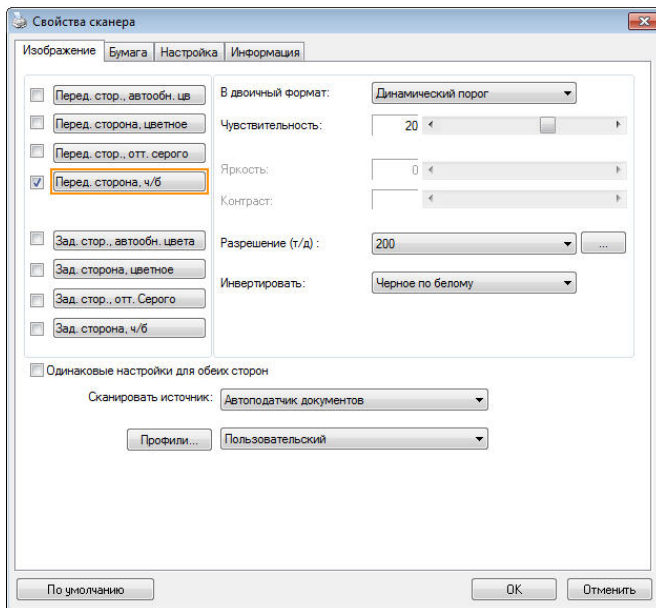 Свойства сканера
Изображение Бумага Настройка Информация
Перед. стор., автообн. цв
Перед. сторона, цветное
Перед. стор., отт. серого
Перед. сторона, ч/б
Зад. стор., автообн. цвета
Зад. сторона, цветное
Зад. стор., отт. Серого
Зад. сторона, ч/б
В двоичный формат: Динамический порог
Чувствительность: 20
Яркость: 0
Контраст:
Разрешение (т/д) : 200 ...
Инвертировать: Черное по белому
Одинаковые настройки для обеих сторон
Сканировать источник: Автоподатчик документов
Профили... Пользовательский
По умолчанию OK Отменить